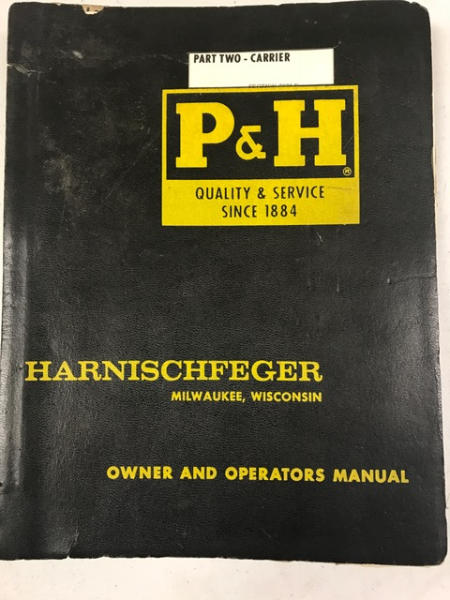 PART TWO - CARRIER
P&H®
QUALITY & SERVICE
SINCE 1884
HARNISCHFEGER
MILWAUKEE, WISCONSIN
OWNER AND OPERATORS MANUAL